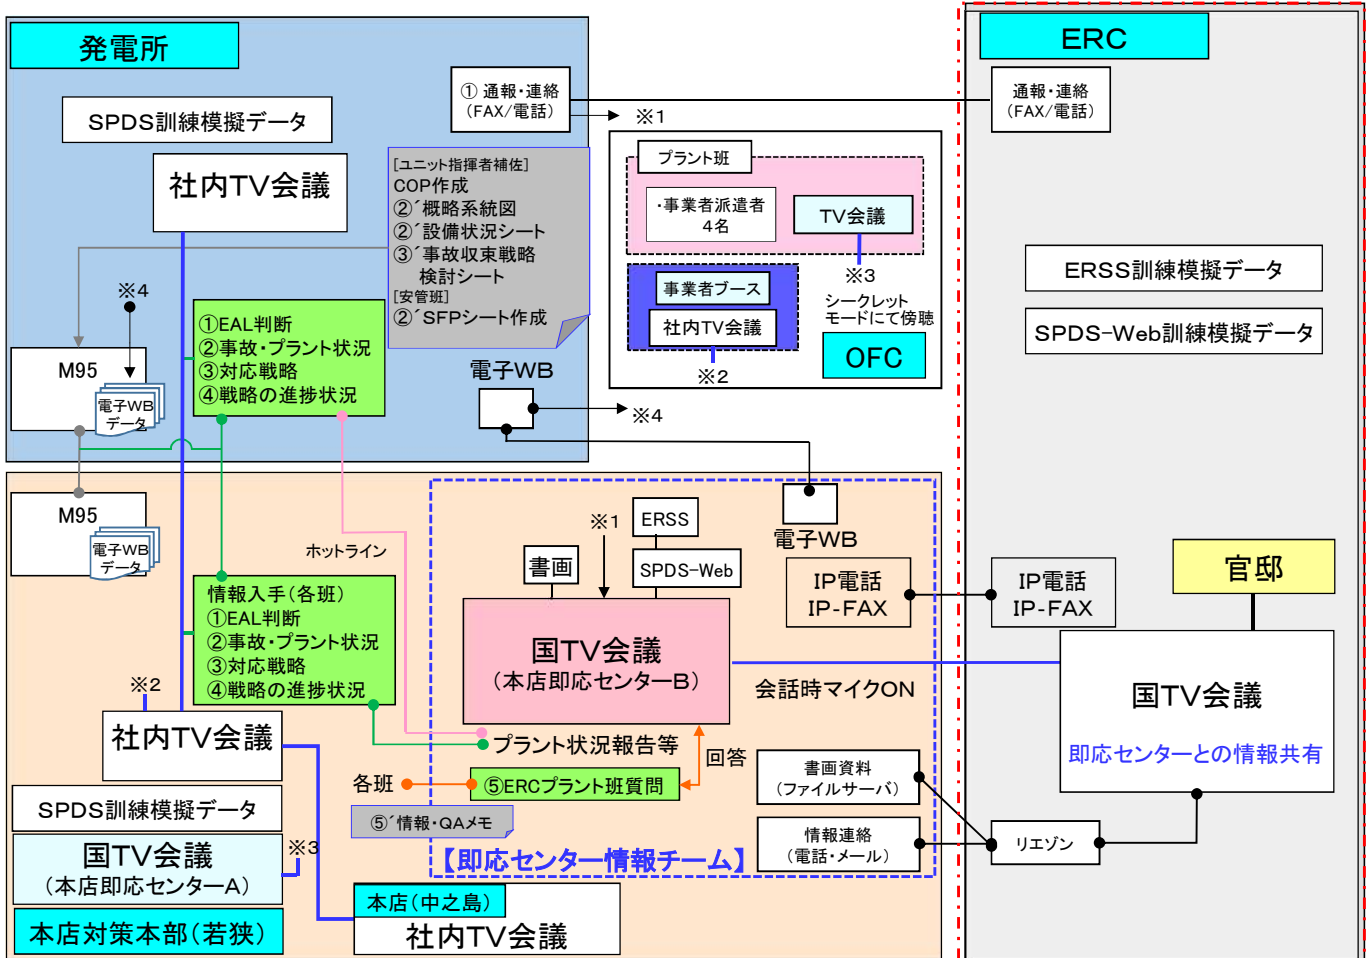 発電所
SPDS訓練模擬データ
社内TV会議
① 通報・連絡
(FAX/電話)
※1
[ユニット指揮者補佐]
COP作成
②´概略系統図
②´設備状況シート
③´事故収束戦略
検討シート
[安管班]
②´SFPシート作成
※4
M95
電子WB
データ
①EAL判断
②事故・プラント状況
③対応戦略
④戦略の進捗状況
電子WB
※4
プラント班
・事業者派遣者
4名
TV会議
※3
事業者ブース
社内TV会議
※2
シークレット
モードにて傍聴
OFC
ERC
通報・連絡
(FAX/電話)
ERSS訓練模擬データ
SPDS-Web訓練模擬データ
M95
電子WB
データ
ホットライン
情報入手(各班)
①EAL判断
②事故・プラント状況
③対応戦略
④戦略の進捗状況
※2
社内TV会議
SPDS訓練模擬データ
国TV会議
(本店即応センターA)
※3
本店対策本部(若狭)
本店(中之島)
社内TV会議
※1
書画
ERSS
SPDS-Web
電子WB
国TV会議
(本店即応センターB)
IP電話
IP-FAX
会話時マイクON
プラント状況報告等
回答
各班
⑤ERCプラント班質問
⑤´情報・QAメモ
【即応センター情報チーム】
書画資料
(ファイルサーバ)
情報連絡
(電話・メール)
IP電話
IP-FAX
官邸
国TV会議
即応センターとの情報共有
リエゾン